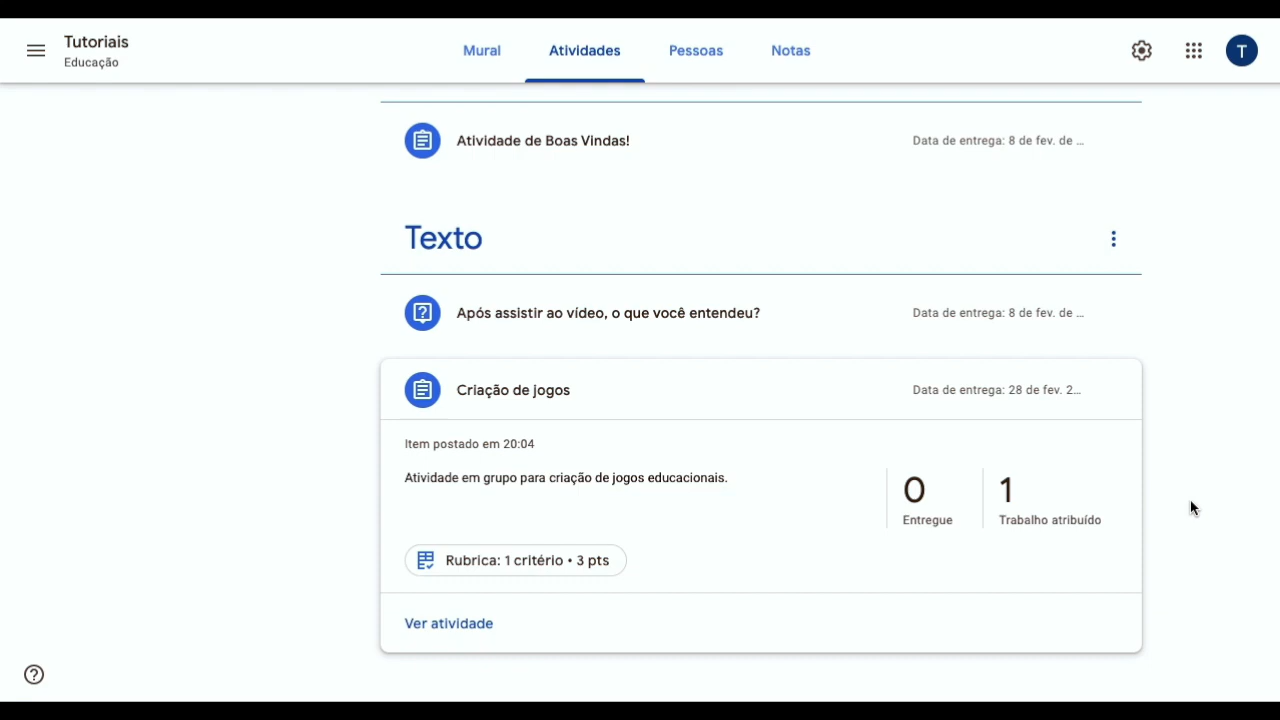 Tutoriais
Educação
Mural
Atividades
Pessoas
Notas
T
Atividade de Boas Vindas!
Data de entrega: 8 de fev. de ...
Texto
Após assistir ao vídeo, o que você entendeu?
Data de entrega: 8 de fev. de ...
Criação de jogos
Data de entrega: 28 de fev. 2...
Item postado em 20:04
Atividade em grupo para criação de jogos educacionais.
0
Entregue
1
Trabalho atribuído
Rubrica: 1 critério • 3 pts
Ver atividade